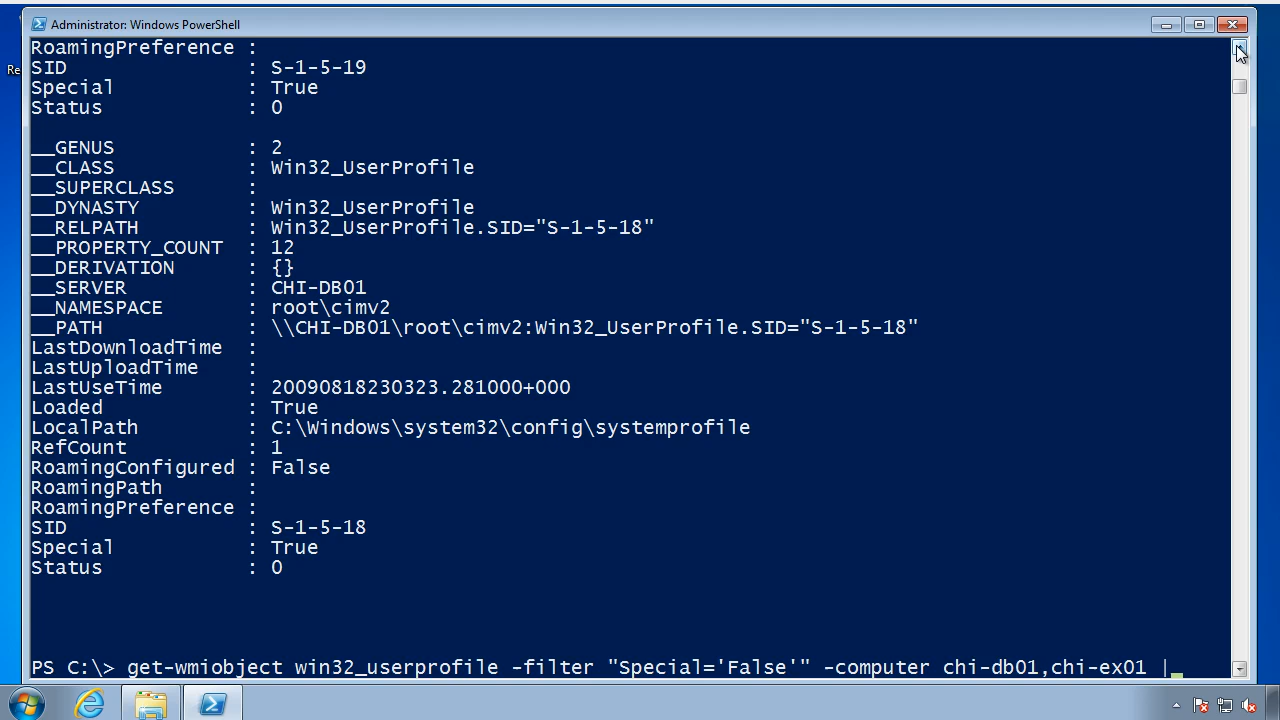 Administrator: Windows PowerShell
Re
RoamingPreference :
SID : S-1-5-19
Special : True
Status : 0
__GENUS : 2
__CLASS : Win32_UserProfile
__SUPERCLASS :
__DYNASTY : Win32_UserProfile
__RELPATH : Win32_UserProfile.SID="S-1-5-18"
__PROPERTY_COUNT : 12
__DERIVATION : {}
__SERVER : CHI-DB01
__NAMESPACE : root\cimv2
__PATH : \\CHI-DB01\root\cimv2:Win32_UserProfile.SID="S-1-5-18"
LastDownloadTime :
LastUploadTime :
LastUseTime : 20090818230323.281000+000
Loaded : True
LocalPath : C:\Windows\system32\config\systemprofile
RefCount : 1
RoamingConfigured : False
RoamingPath :
RoamingPreference :
SID : S-1-5-18
Special : True
Status : 0
PS C:\> get-wmiobject win32_userprofile -filter "Special='False'" -computer chi-db01,chi-ex01 |_